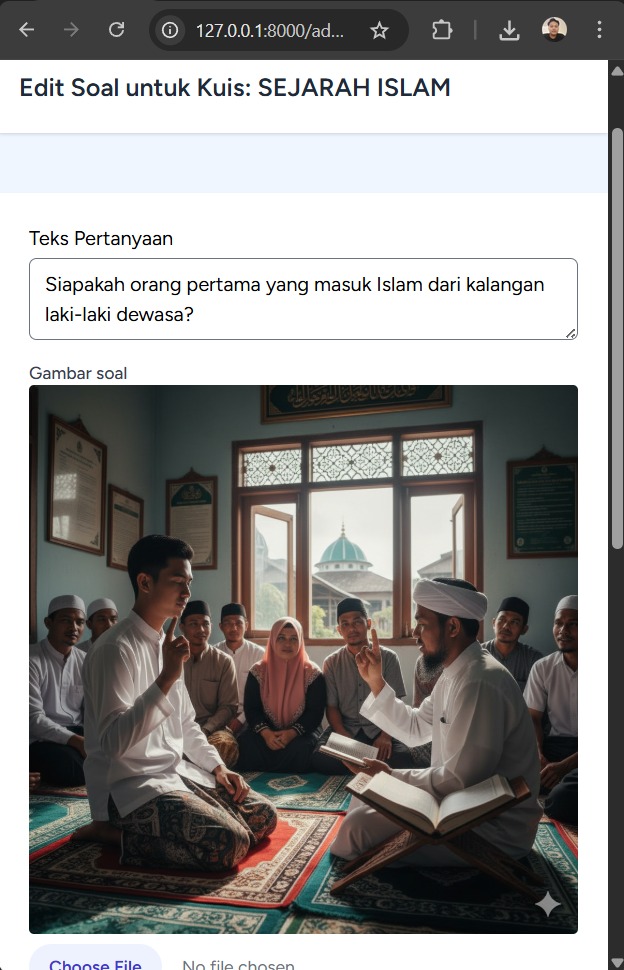 127.0.0.1:8000/ad...
Edit Soal untuk Kuis: SEJARAH ISLAM
Teks Pertanyaan
Siapakah orang pertama yang masuk Islam dari kalangan
laki-laki dewasa?
Gambar soal
Choose File No file chosen